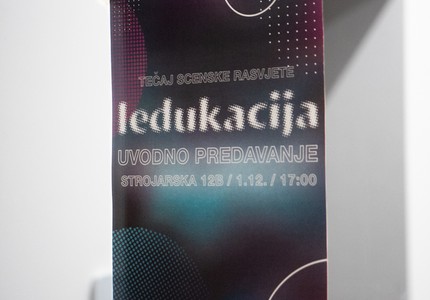 TEČAJ SCENSKE RASVJETE
ledukacija
UVODNO PREDAVANJE
STROJARSKA 12B / 1.12. / 17:00